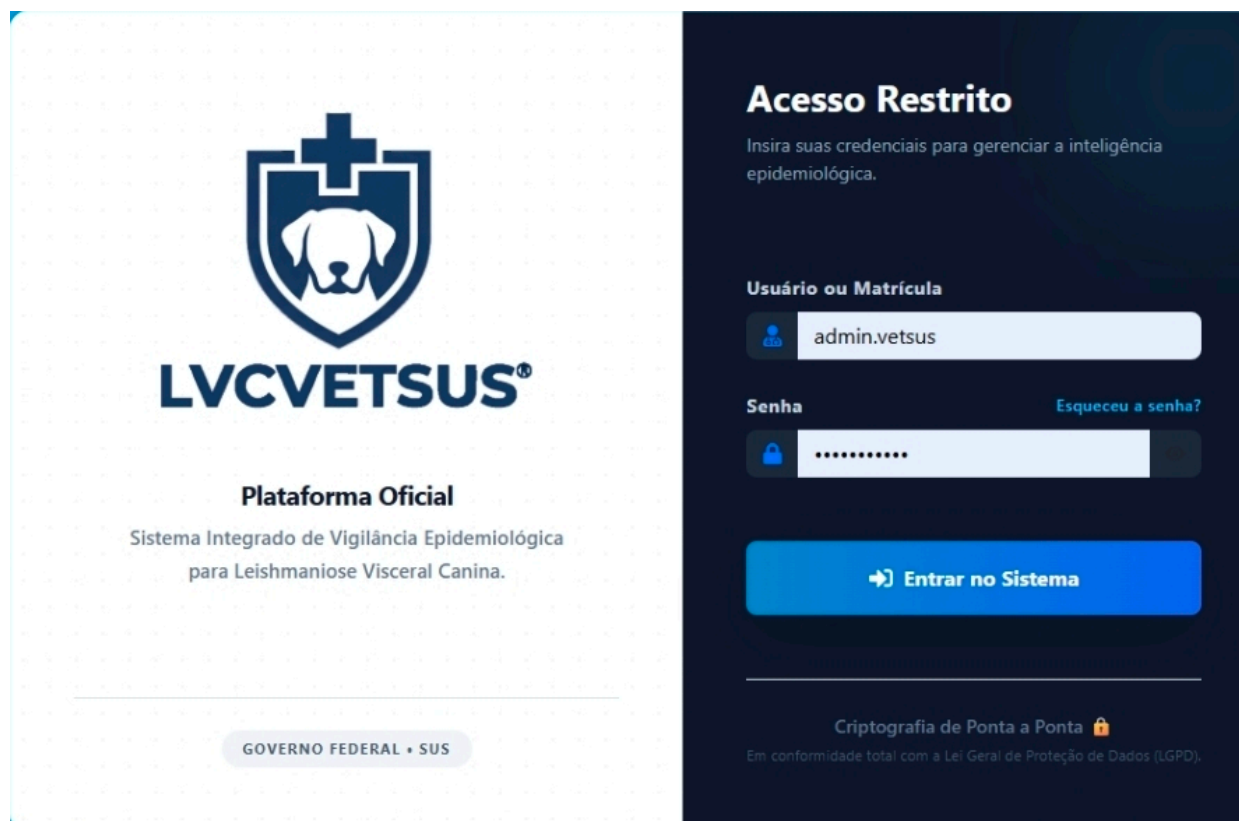 LVCVETSUS®
Plataforma Oficial
Sistema Integrado de Vigilância Epidemiológica
para Leishmaniose Visceral Canina.
GOVERNO FEDERAL • SUS
Acesso Restrito
Insira suas credenciais para gerenciar a inteligência
epidemiológica.
Usuário ou Matrícula
admin.vetsus
Senha Esqueceu a senha?
•••••••••••
Entrar no Sistema
Criptografia de Ponta a Ponta 🔒
Em conformidade total com a Lei Geral de Proteção de Dados (LGPD).